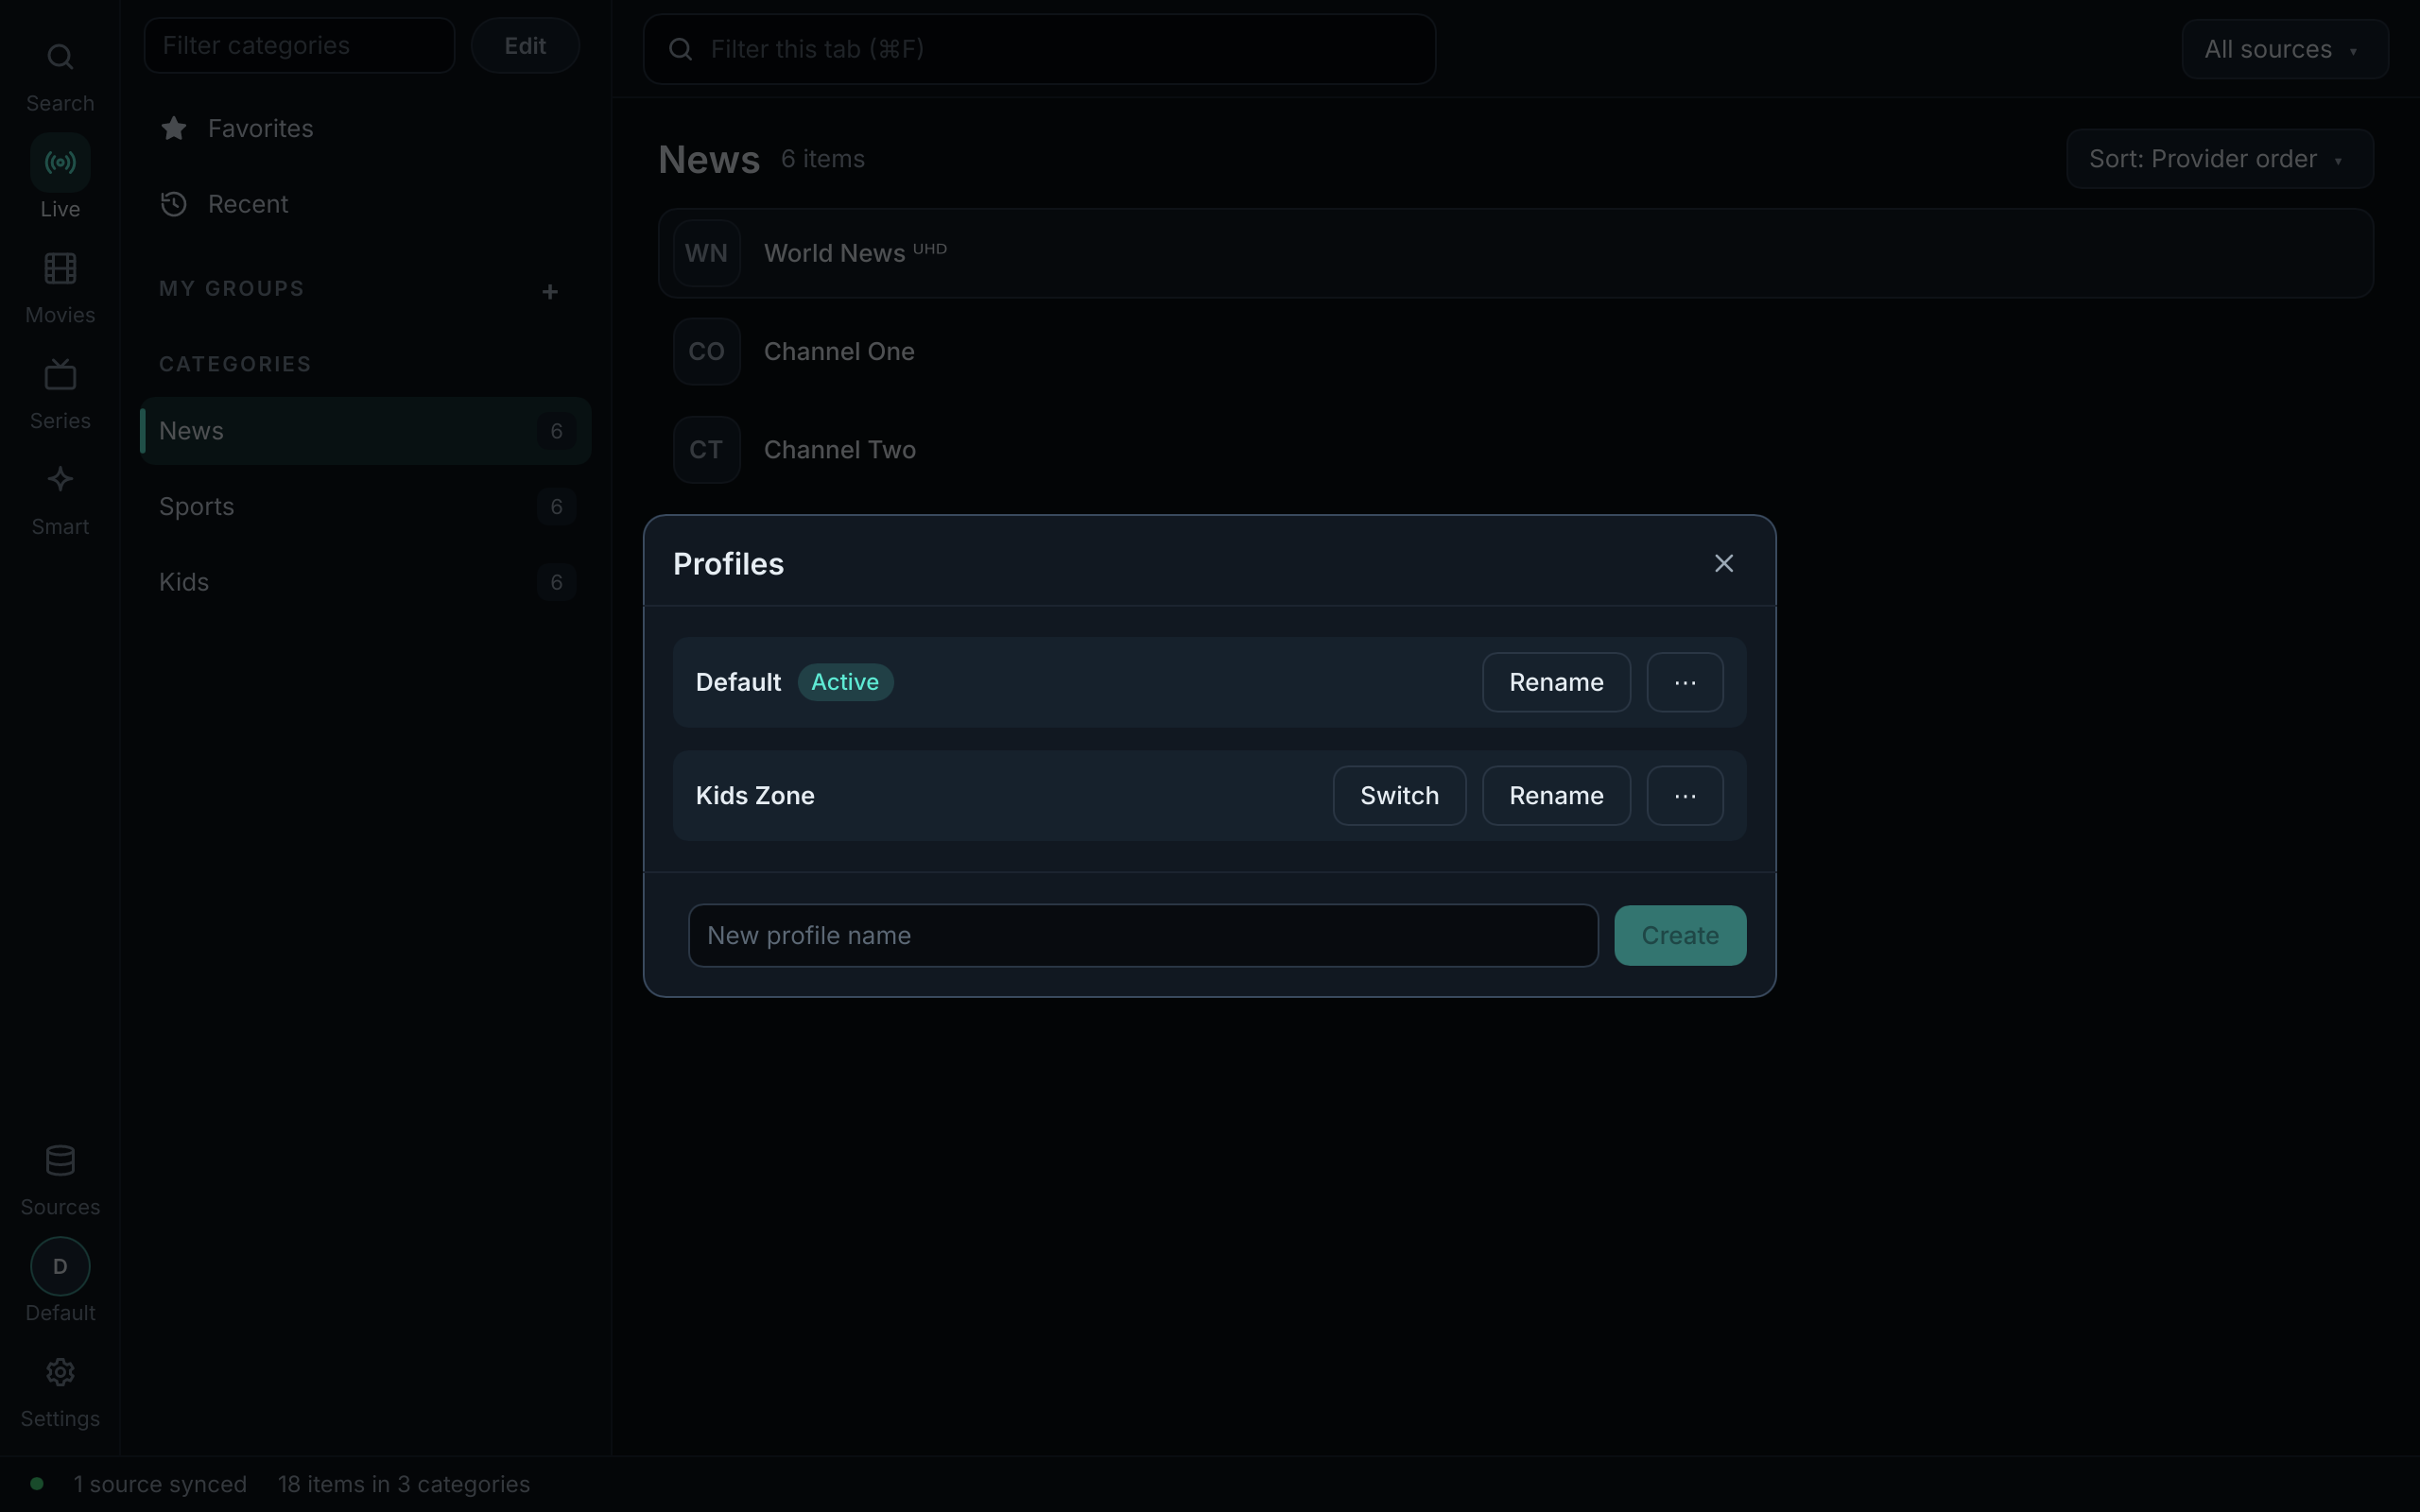 Search
Live
Movies
Series
Smart
Sources
D
Default
Settings
Filter categories
Edit
Favorites
Recent
MY GROUPS +
CATEGORIES
News 6
Sports 6
Kids 6
Filter this tab (⌘F)
All sources ▾
News 6 items
Sort: Provider order ▾
WN World News UHD
CO Channel One
CT Channel Two
Profiles
Default Active Rename ···
Kids Zone Switch Rename ···
New profile name Create
1 source synced 18 items in 3 categories